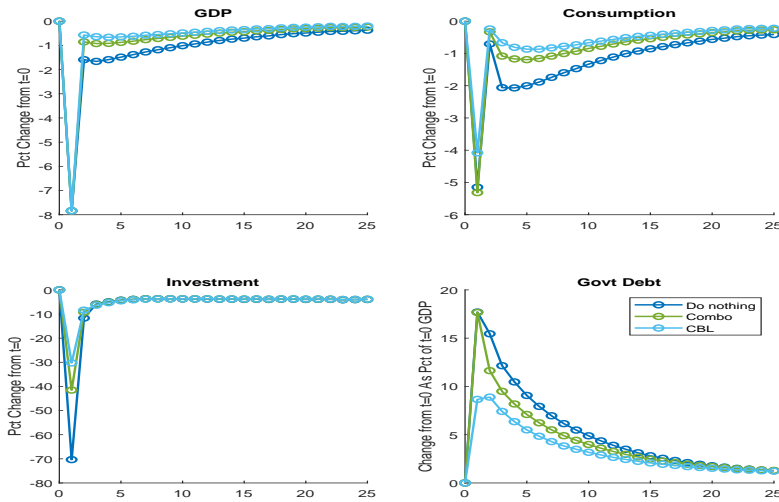 GDP
Pct Change from t=0
0
-1
-2
-3
-4
-5
-6
-7
-8
0 5 10 15 20 25
Consumption
Pct Change from t=0
0
-1
-2
-3
-4
-5
-6
0 5 10 15 20 25
Investment
Pct Change from t=0
0
-10
-20
-30
-40
-50
-60
-70
-80
0 5 10 15 20 25
Govt Debt
Change from t=0 As Pct of t=0 GDP
20
15
10
5
0
0 5 10 15 20 25
Do nothing
Combo
CBL